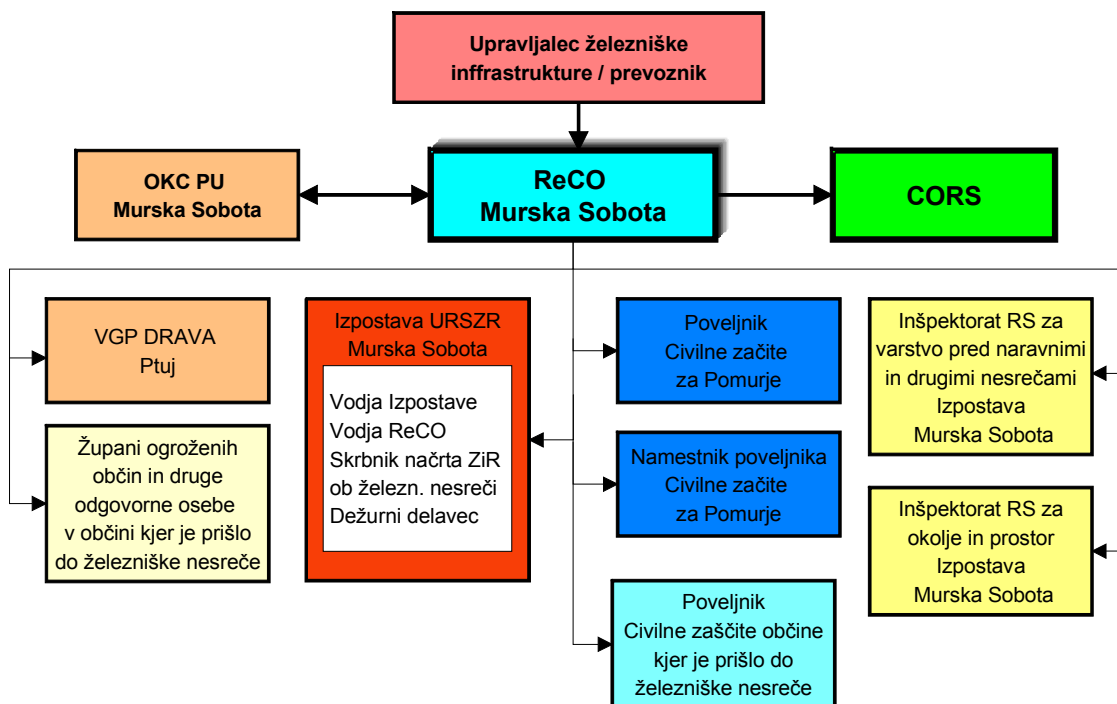 Upravljalec železniške
inffrastrukture / prevoznik
OKC PU
Murska Sobota
ReCO
Murska Sobota
CORS
VGP DRAVA
Ptuj
Izpostava URSZR
Murska Sobota
Vodja Izpostave
Vodja ReCO
Skrbnik načrta ZiR
ob železn. nesreči
Dežurni delavec
Poveljnik
Civilne začite
za Pomurje
Inšpektorat RS za
varstvo pred naravnimi
in drugimi nesrečami
Izpostava
Murska Sobota
Župani ogroženih
občin in druge
odgovorne osebe
v občini kjer je prišlo
do železniške nesreče
Namestnik poveljnika
Civilne začite
za Pomurje
Inšpektorat RS za
okolje in prostor
Izpostava
Murska Sobota
Poveljnik
Civilne zaščite občine
kjer je prišlo do
železniške nesreče